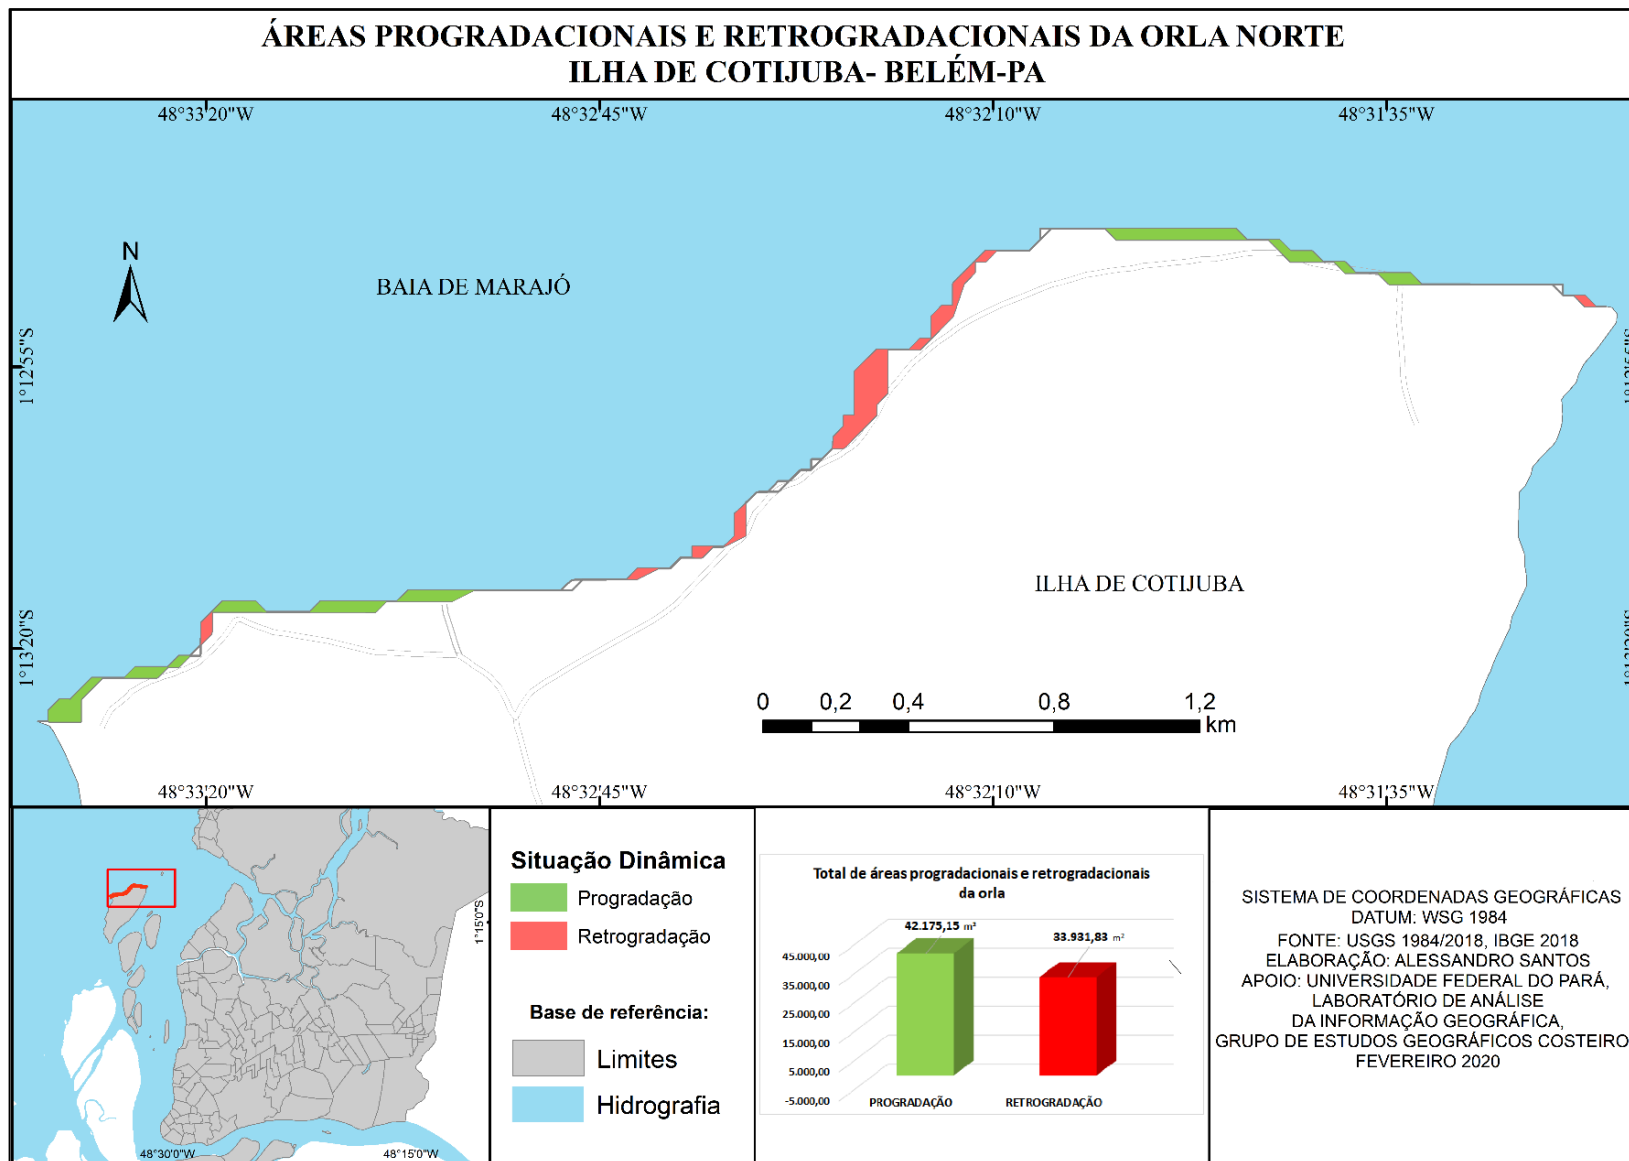 ÁREAS PROGRADACIONAIS E RETROGRADACIONAIS DA ORLA NORTE
ILHA DE COTIJUBA- BELÉM-PA
48°33'20"W
48°32'45"W
48°32'10"W
48°31'35"W
N
BAIA DE MARAJÓ
1°12'55"S
1°12'55"S
ILHA DE COTIJUBA
1°13'20"S
1°13'20"S
0 0,2 0,4 0,8 1,2
km
48°33'20"W
48°32'45"W
48°32'10"W
48°31'35"W
1°15'0"S
48°30'0"W
48°15'0"W
Situação Dinâmica
Progradação
Retrogradação
Base de referência:
Limites
Hidrografia
Total de áreas progradacionais e retrogradacionais
da orla
42.175,15 m²
33.931,83 m²
45.000,00
35.000,00
25.000,00
15.000,00
5.000,00
-5.000,00
PROGRADAÇÃO
RETROGRADAÇÃO
SISTEMA DE COORDENADAS GEOGRÁFICAS
DATUM: WSG 1984
FONTE: USGS 1984/2018, IBGE 2018
ELABORAÇÃO: ALESSANDRO SANTOS
APOIO: UNIVERSIDADE FEDERAL DO PARÁ,
LABORATÓRIO DE ANÁLISE
DA INFORMAÇÃO GEOGRÁFICA,
GRUPO DE ESTUDOS GEOGRÁFICOS COSTEIRO
FEVEREIRO 2020